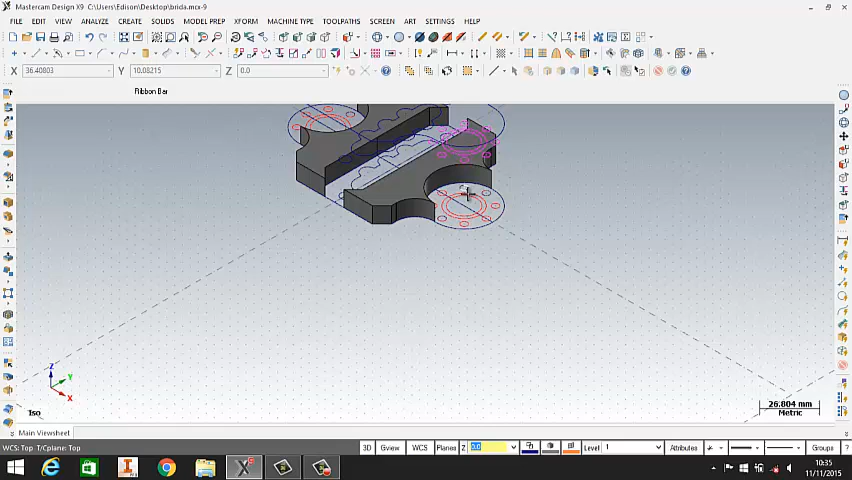 Mastercam Design X9 C:\Users\Edison\Desktop\brida.mcx-9
FILE EDIT VIEW ANALYZE CREATE SOLIDS MODEL PREP XFORM MACHINE TYPE TOOLPATHS SCREEN ART SETTINGS HELP
X 36.40803 Y 10.08215 Z 0.0
Ribbon Bar
Z
Y
X
Iso
26.804 mm
Metric
Main Viewsheet
WCS: Top T/Cplane: Top 3D Gview WCS Planes Z 0.0 Level 1 Attributes Groups
10:35
11/11/2015